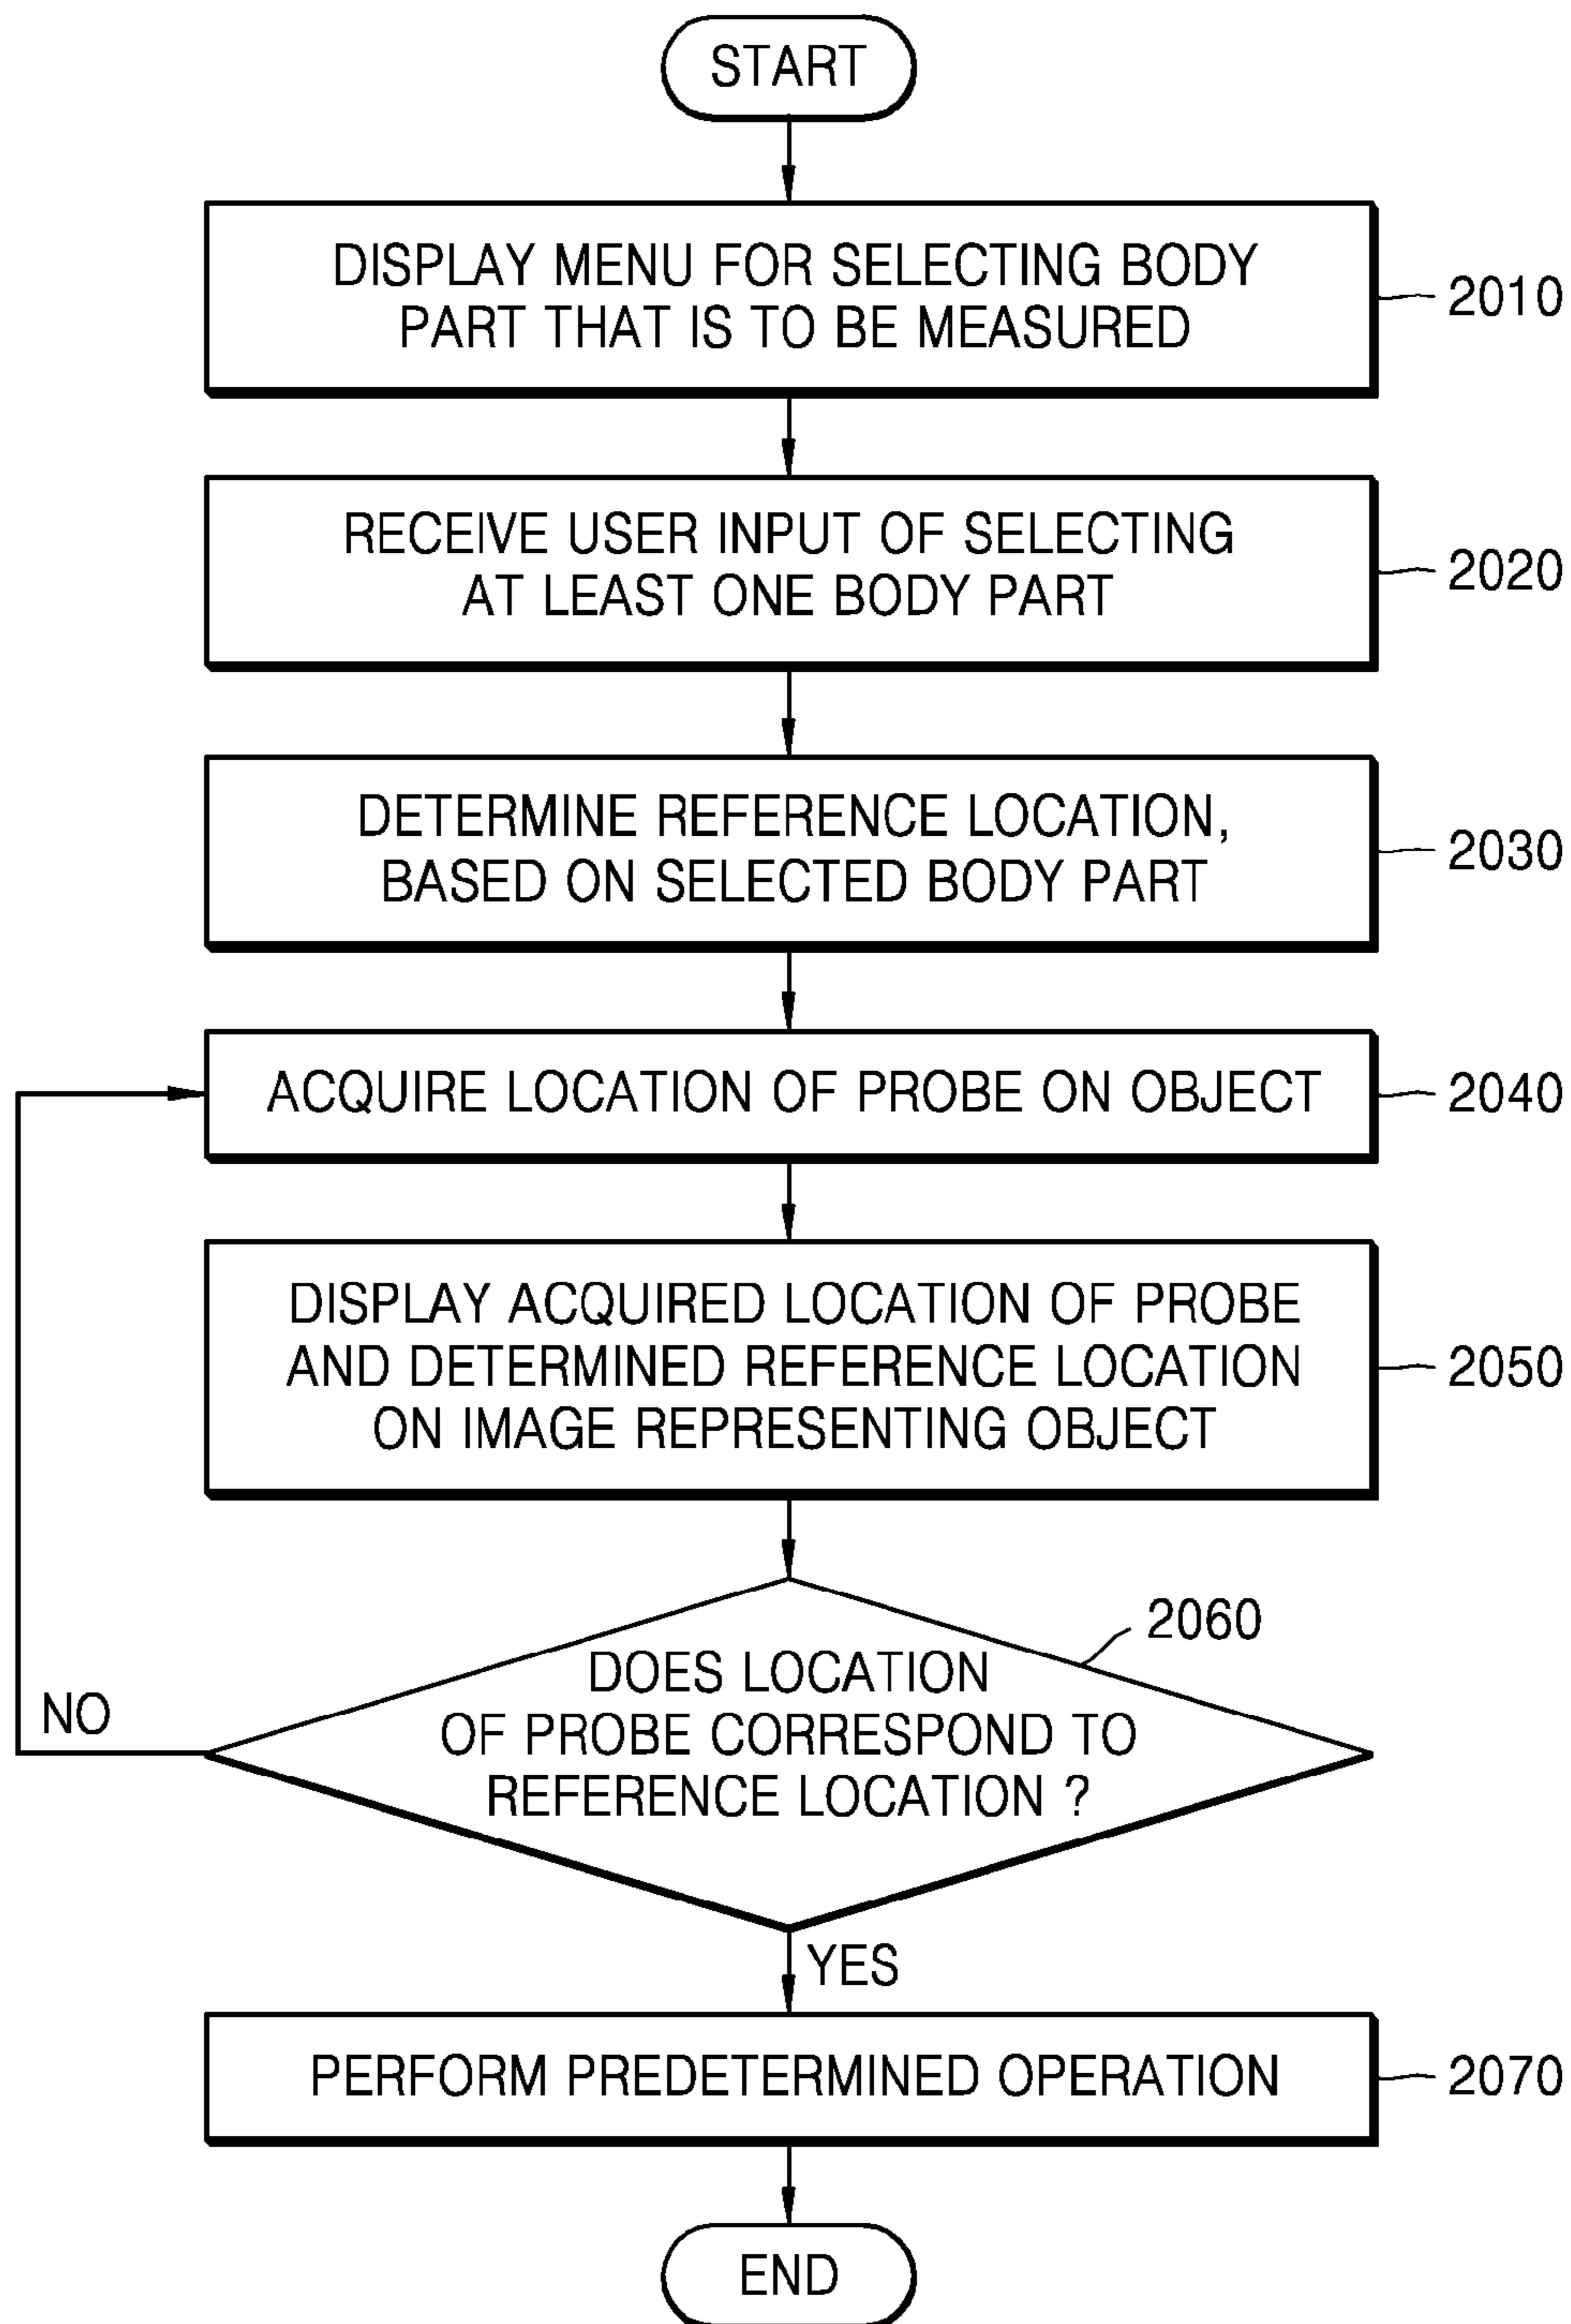 START
DISPLAY MENU FOR SELECTING BODY
PART THAT IS TO BE MEASURED
2010
RECEIVE USER INPUT OF SELECTING
AT LEAST ONE BODY PART
2020
DETERMINE REFERENCE LOCATION,
BASED ON SELECTED BODY PART
2030
ACQUIRE LOCATION OF PROBE ON OBJECT
2040
DISPLAY ACQUIRED LOCATION OF PROBE
AND DETERMINED REFERENCE LOCATION
ON IMAGE REPRESENTING OBJECT
2050
2060
DOES LOCATION
OF PROBE CORRESPOND TO
REFERENCE LOCATION ?
NO
YES
PERFORM PREDETERMINED OPERATION
2070
END